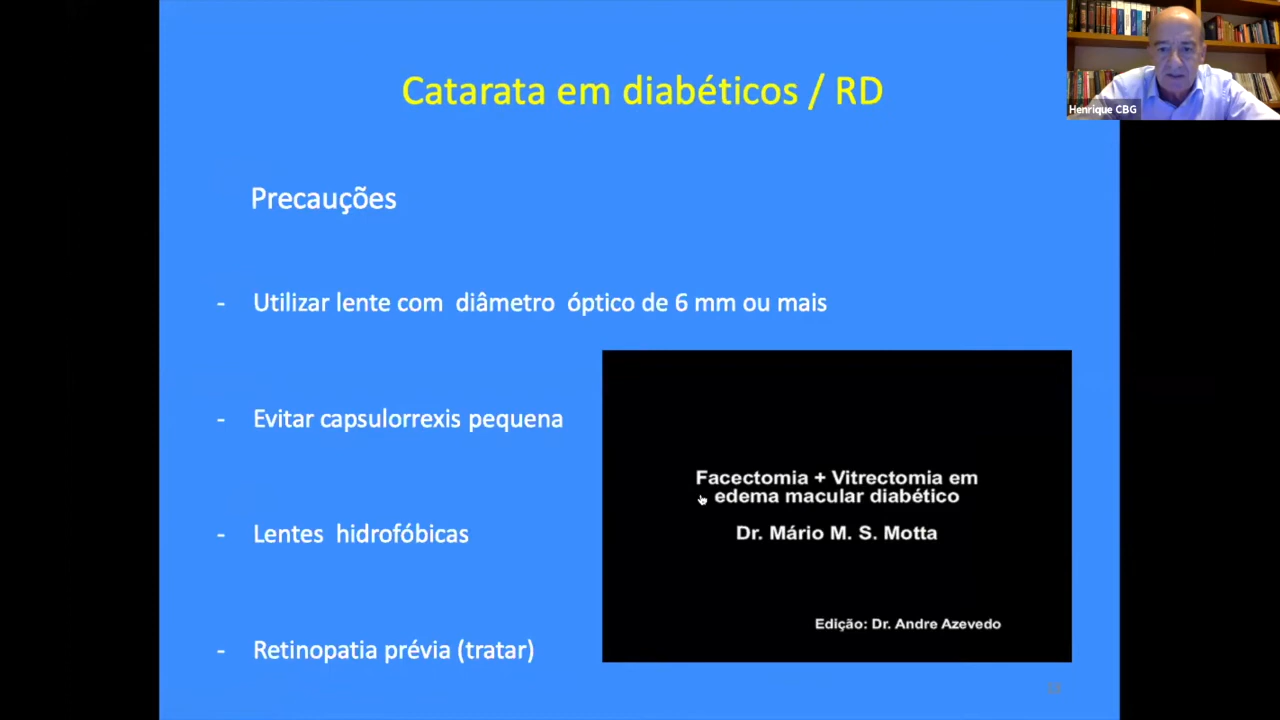 Catarata em diabéticos / RD
Henrique CBG
Precauções
- Utilizar lente com diâmetro óptico de 6 mm ou mais
- Evitar capsulorrexis pequena
- Lentes hidrofóbicas
- Retinopatia prévia (tratar)
Facectomia + Vitrectomia em
edema macular diabético
Dr. Mário M. S. Motta
Edição: Dr. Andre Azevedo